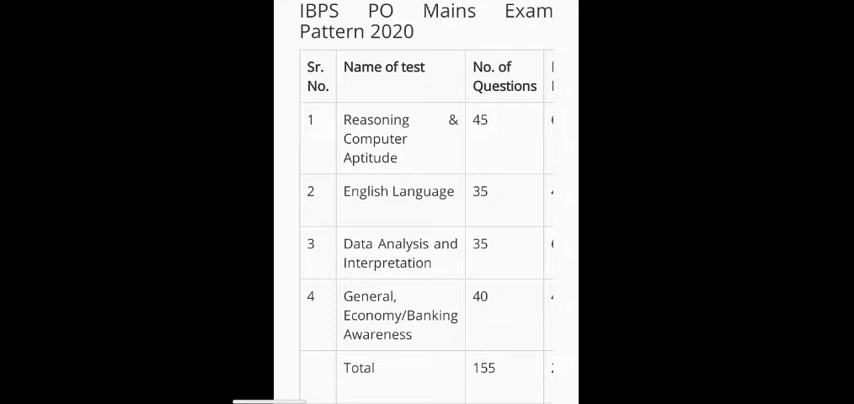 IBPS PO Mains Exam
Pattern 2020
Sr. No. Name of test No. of Questions
1 Reasoning & Computer Aptitude 45
2 English Language 35
3 Data Analysis and Interpretation 35
4 General, Economy/Banking Awareness 40
Total 155